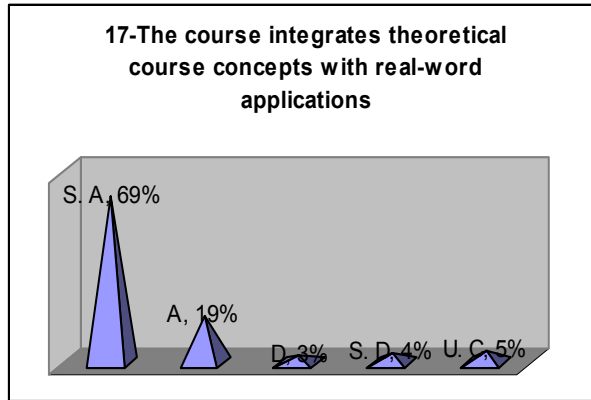 17-The course integrates theoretical
course concepts with real-word
applications
S. A, 69%
A, 19%
D, 3%
S. D, 4%
U. C, 5%